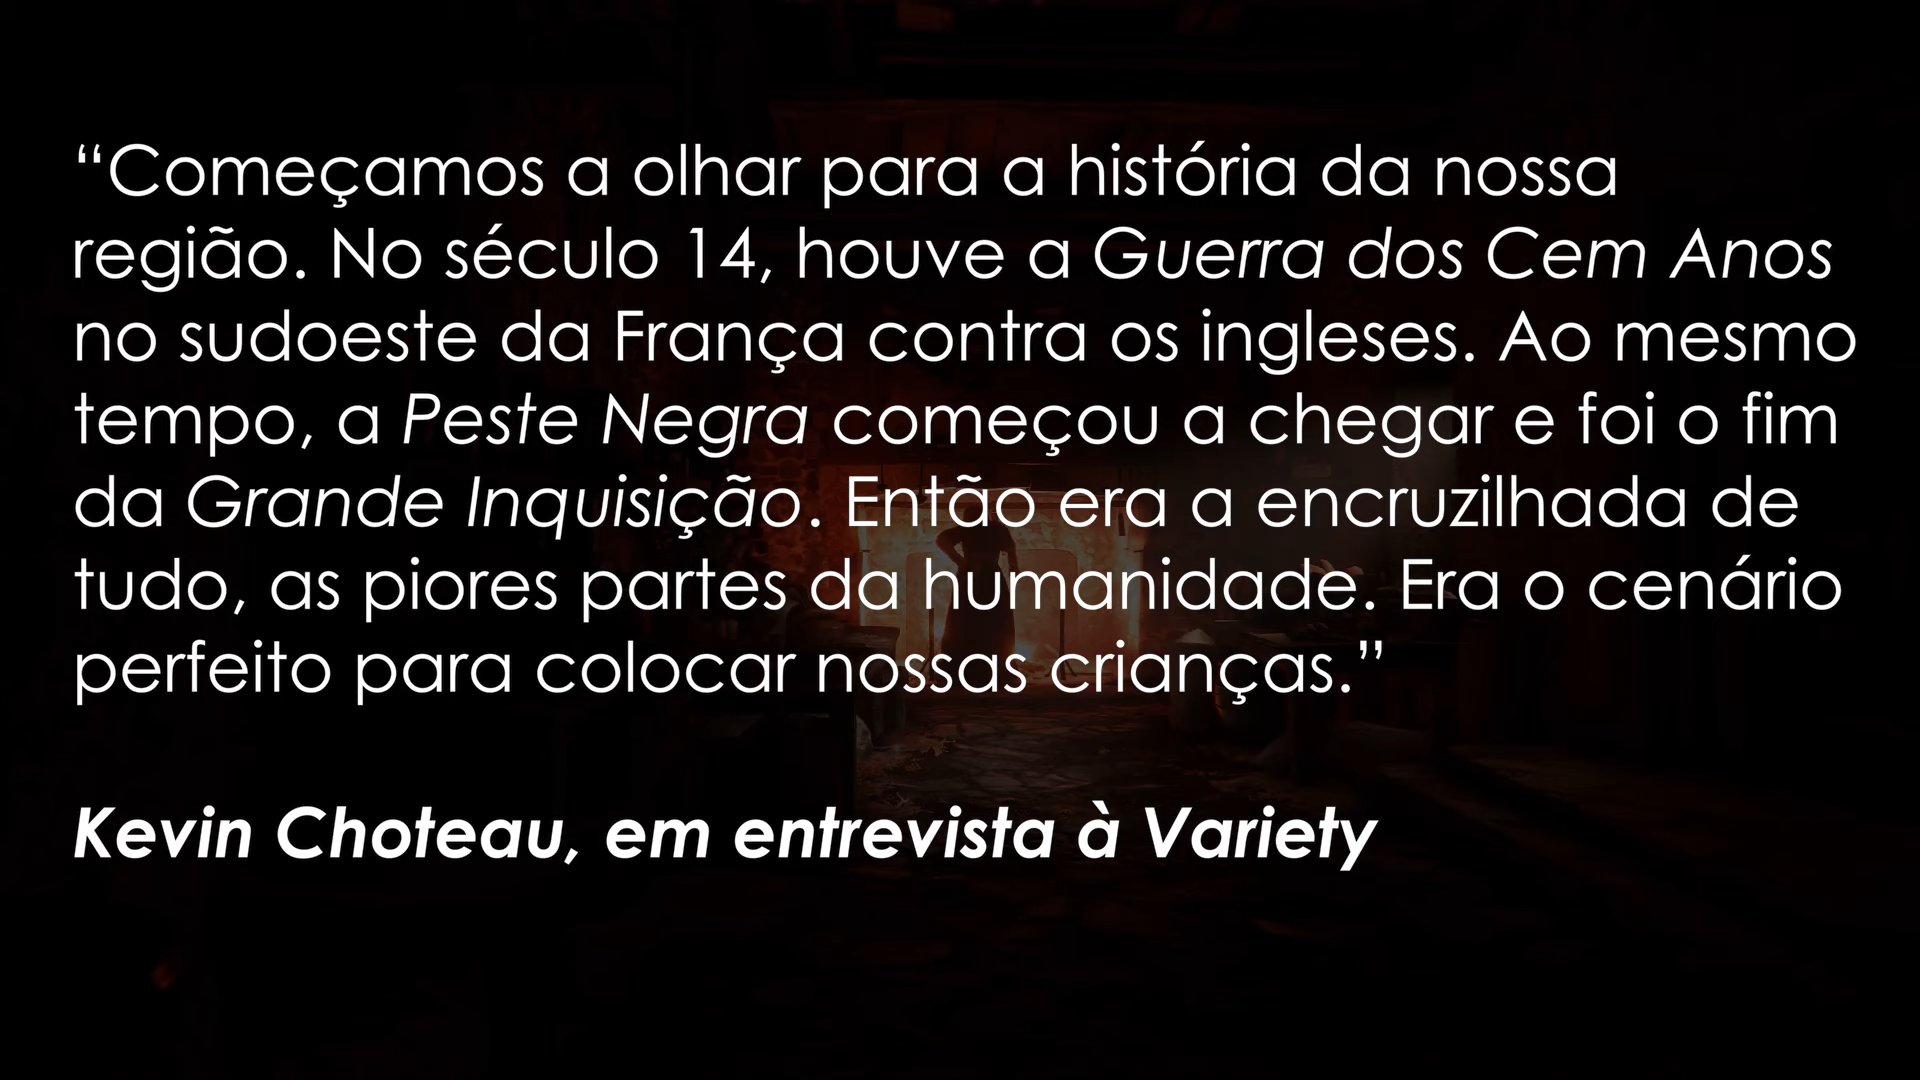 “Começamos a olhar para a história da nossa
região. No século 14, houve a Guerra dos Cem Anos
no sudoeste da França contra os ingleses. Ao mesmo
tempo, a Peste Negra começou a chegar e foi o fim
da Grande Inquisição. Então era a encruzilhada de
tudo, as piores partes da humanidade. Era o cenário
perfeito para colocar nossas crianças.”
Kevin Choteau, em entrevista à Variety